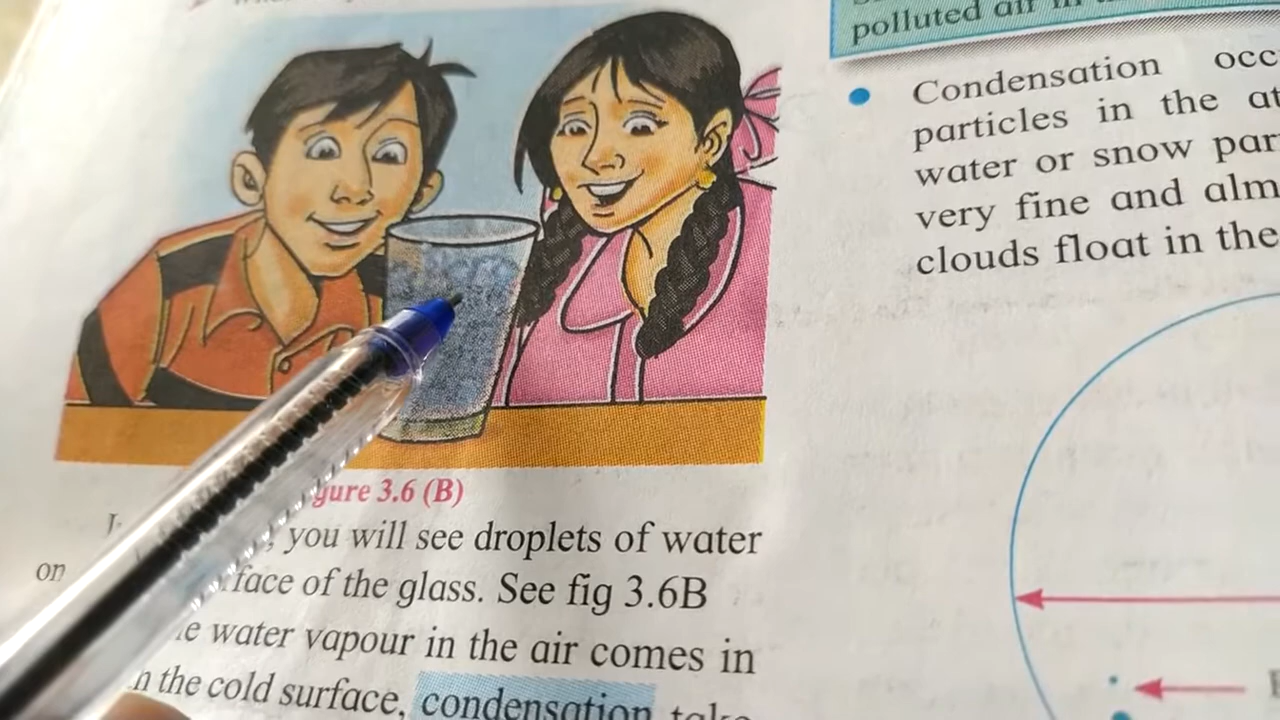 polluted air in
Condensation occ
particles in the at
water or snow par
very fine and alm
clouds float in the
gure 3.6 (B)
, you will see droplets of water
on face of the glass. See fig 3.6B
e water vapour in the air comes in
n the cold surface, condensation take